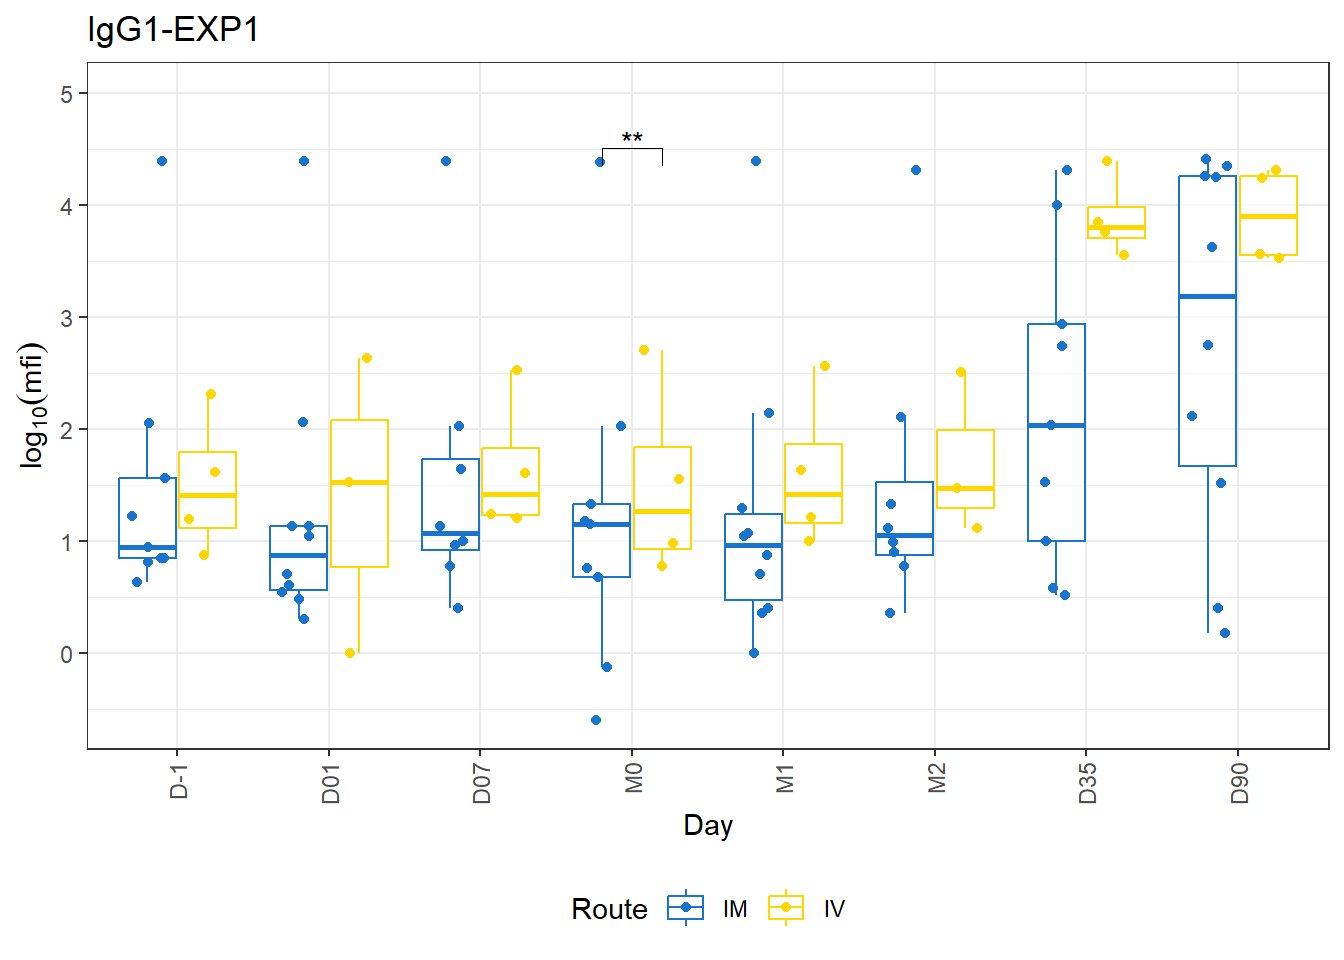 IgG1-EXP1
5
4
3
2
1
0
log10(mfi)
**
D-1
D01
D07
M0
M1
M2
D35
D90
Day
Route IM IV